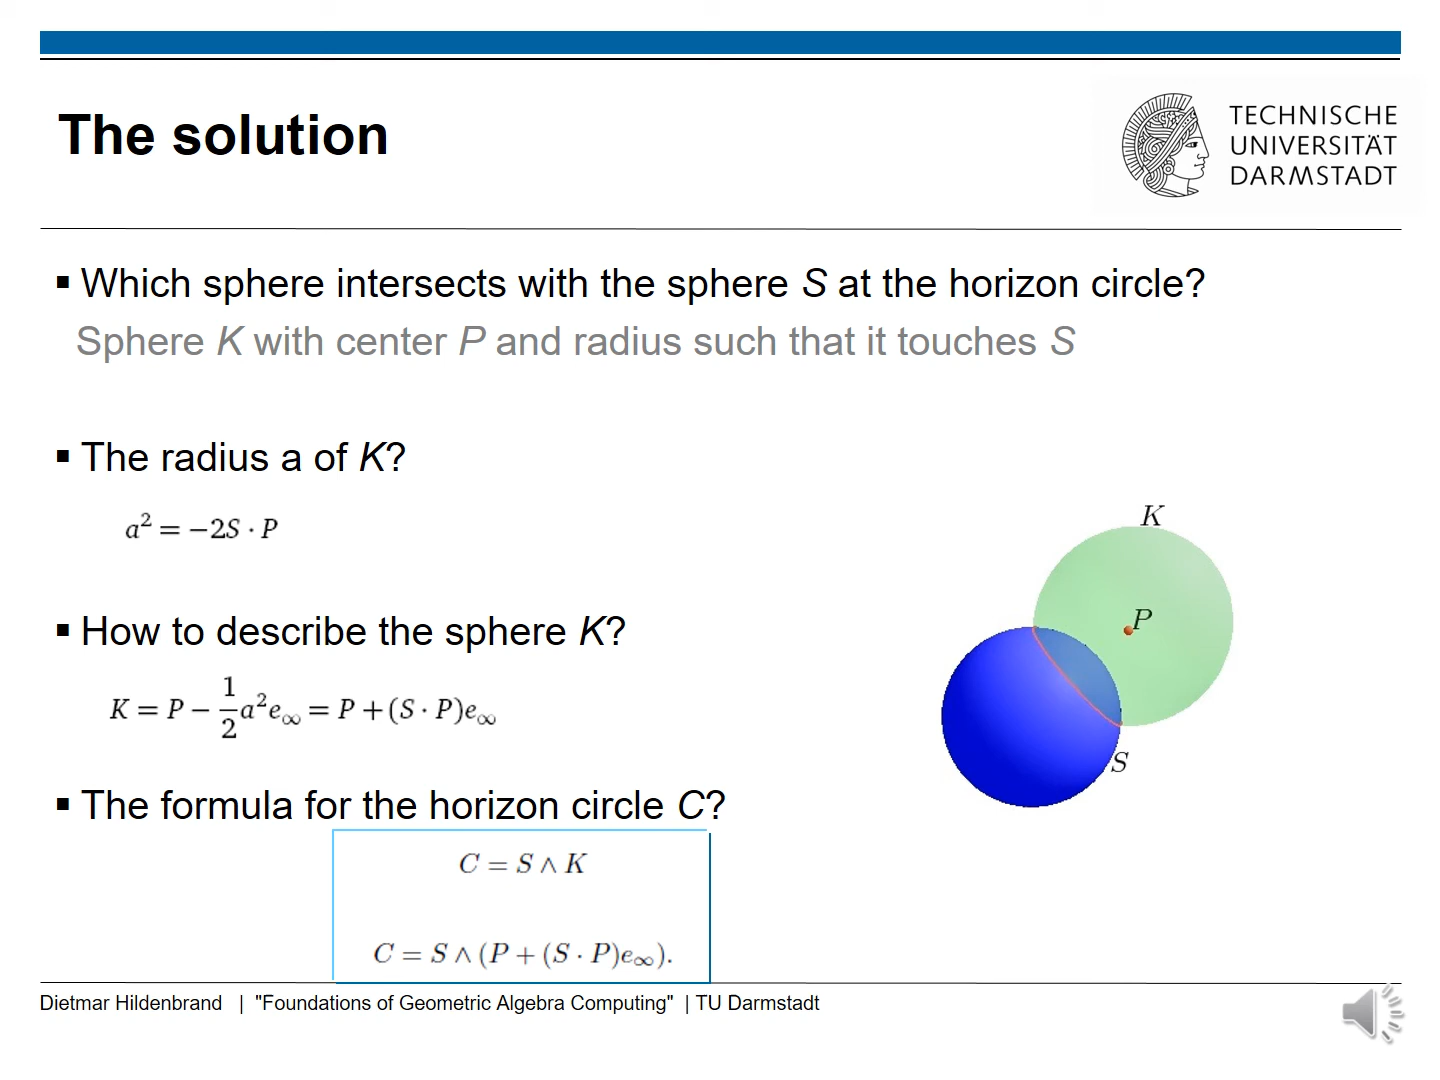 The solution
TECHNISCHE
UNIVERSITÄT
DARMSTADT
▪ Which sphere intersects with the sphere S at the horizon circle?
Sphere K with center P and radius such that it touches S
▪ The radius a of K?
a² = −2S · P
▪ How to describe the sphere K?
K = P − 1/2 a²e∞ = P + (S · P)e∞
▪ The formula for the horizon circle C?
C = S ∧ K
C = S ∧ (P + (S · P)e∞).
K
P
S
Dietmar Hildenbrand | "Foundations of Geometric Algebra Computing" | TU Darmstadt